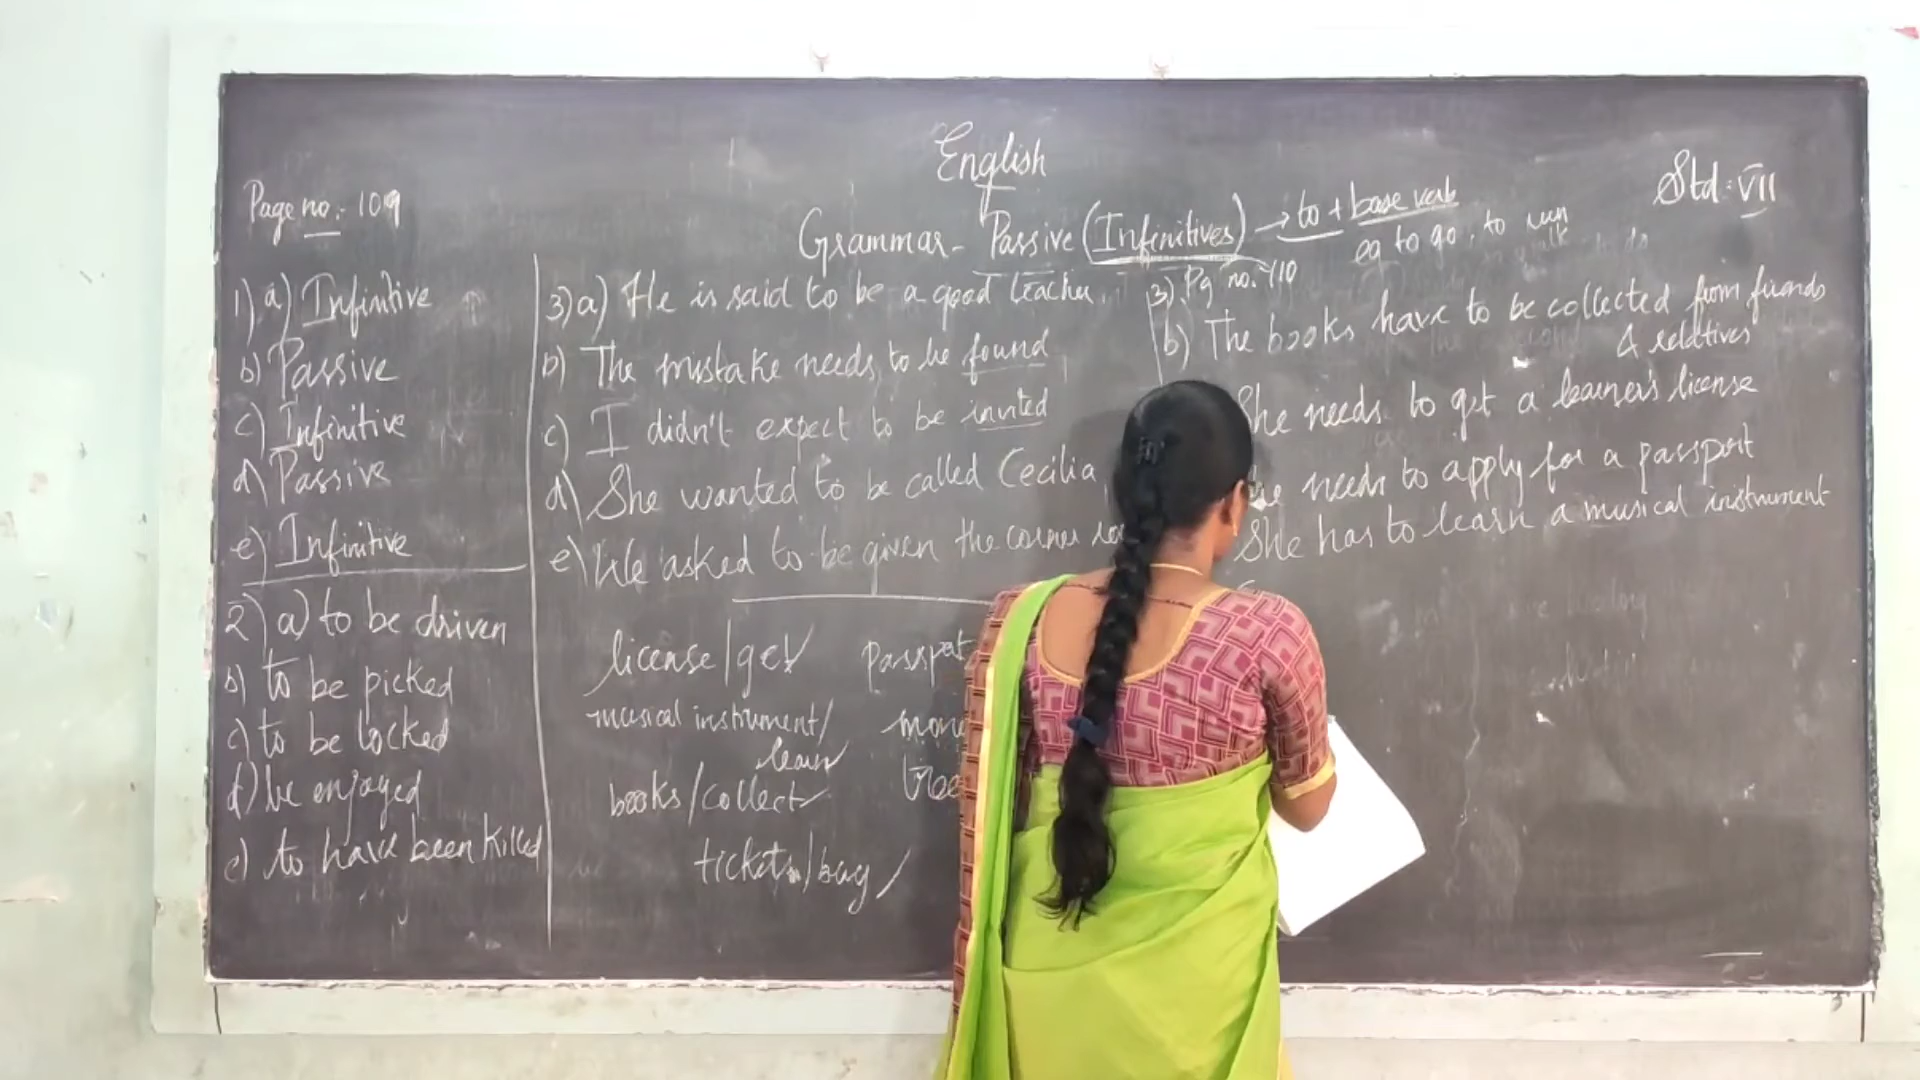 English
Std: VII
Page no:- 109
Grammar- Passive (Infinitives) → to + base verb
eg to go, to run
1) a) Infinitive
b) Passive
c) Infinitive
d) Passive
e) Infinitive
2) a) to be driven
b) to be picked
c) to be locked
d) be enjoyed
e) to have been killed
3) a) He is said to be a good teacher.
b) The mistake needs to be found
c) I didn't expect to be invited
d) She wanted to be called Cecilia
e) We asked to be given the corner
license/get
musical instrument/
learn
books/collect
tickets/buy
3) Pg no. 110
b) The books have to be collected from friends
& relatives
She needs to get a learner's license
needs to apply for a passport
She has to learn a musical instrument